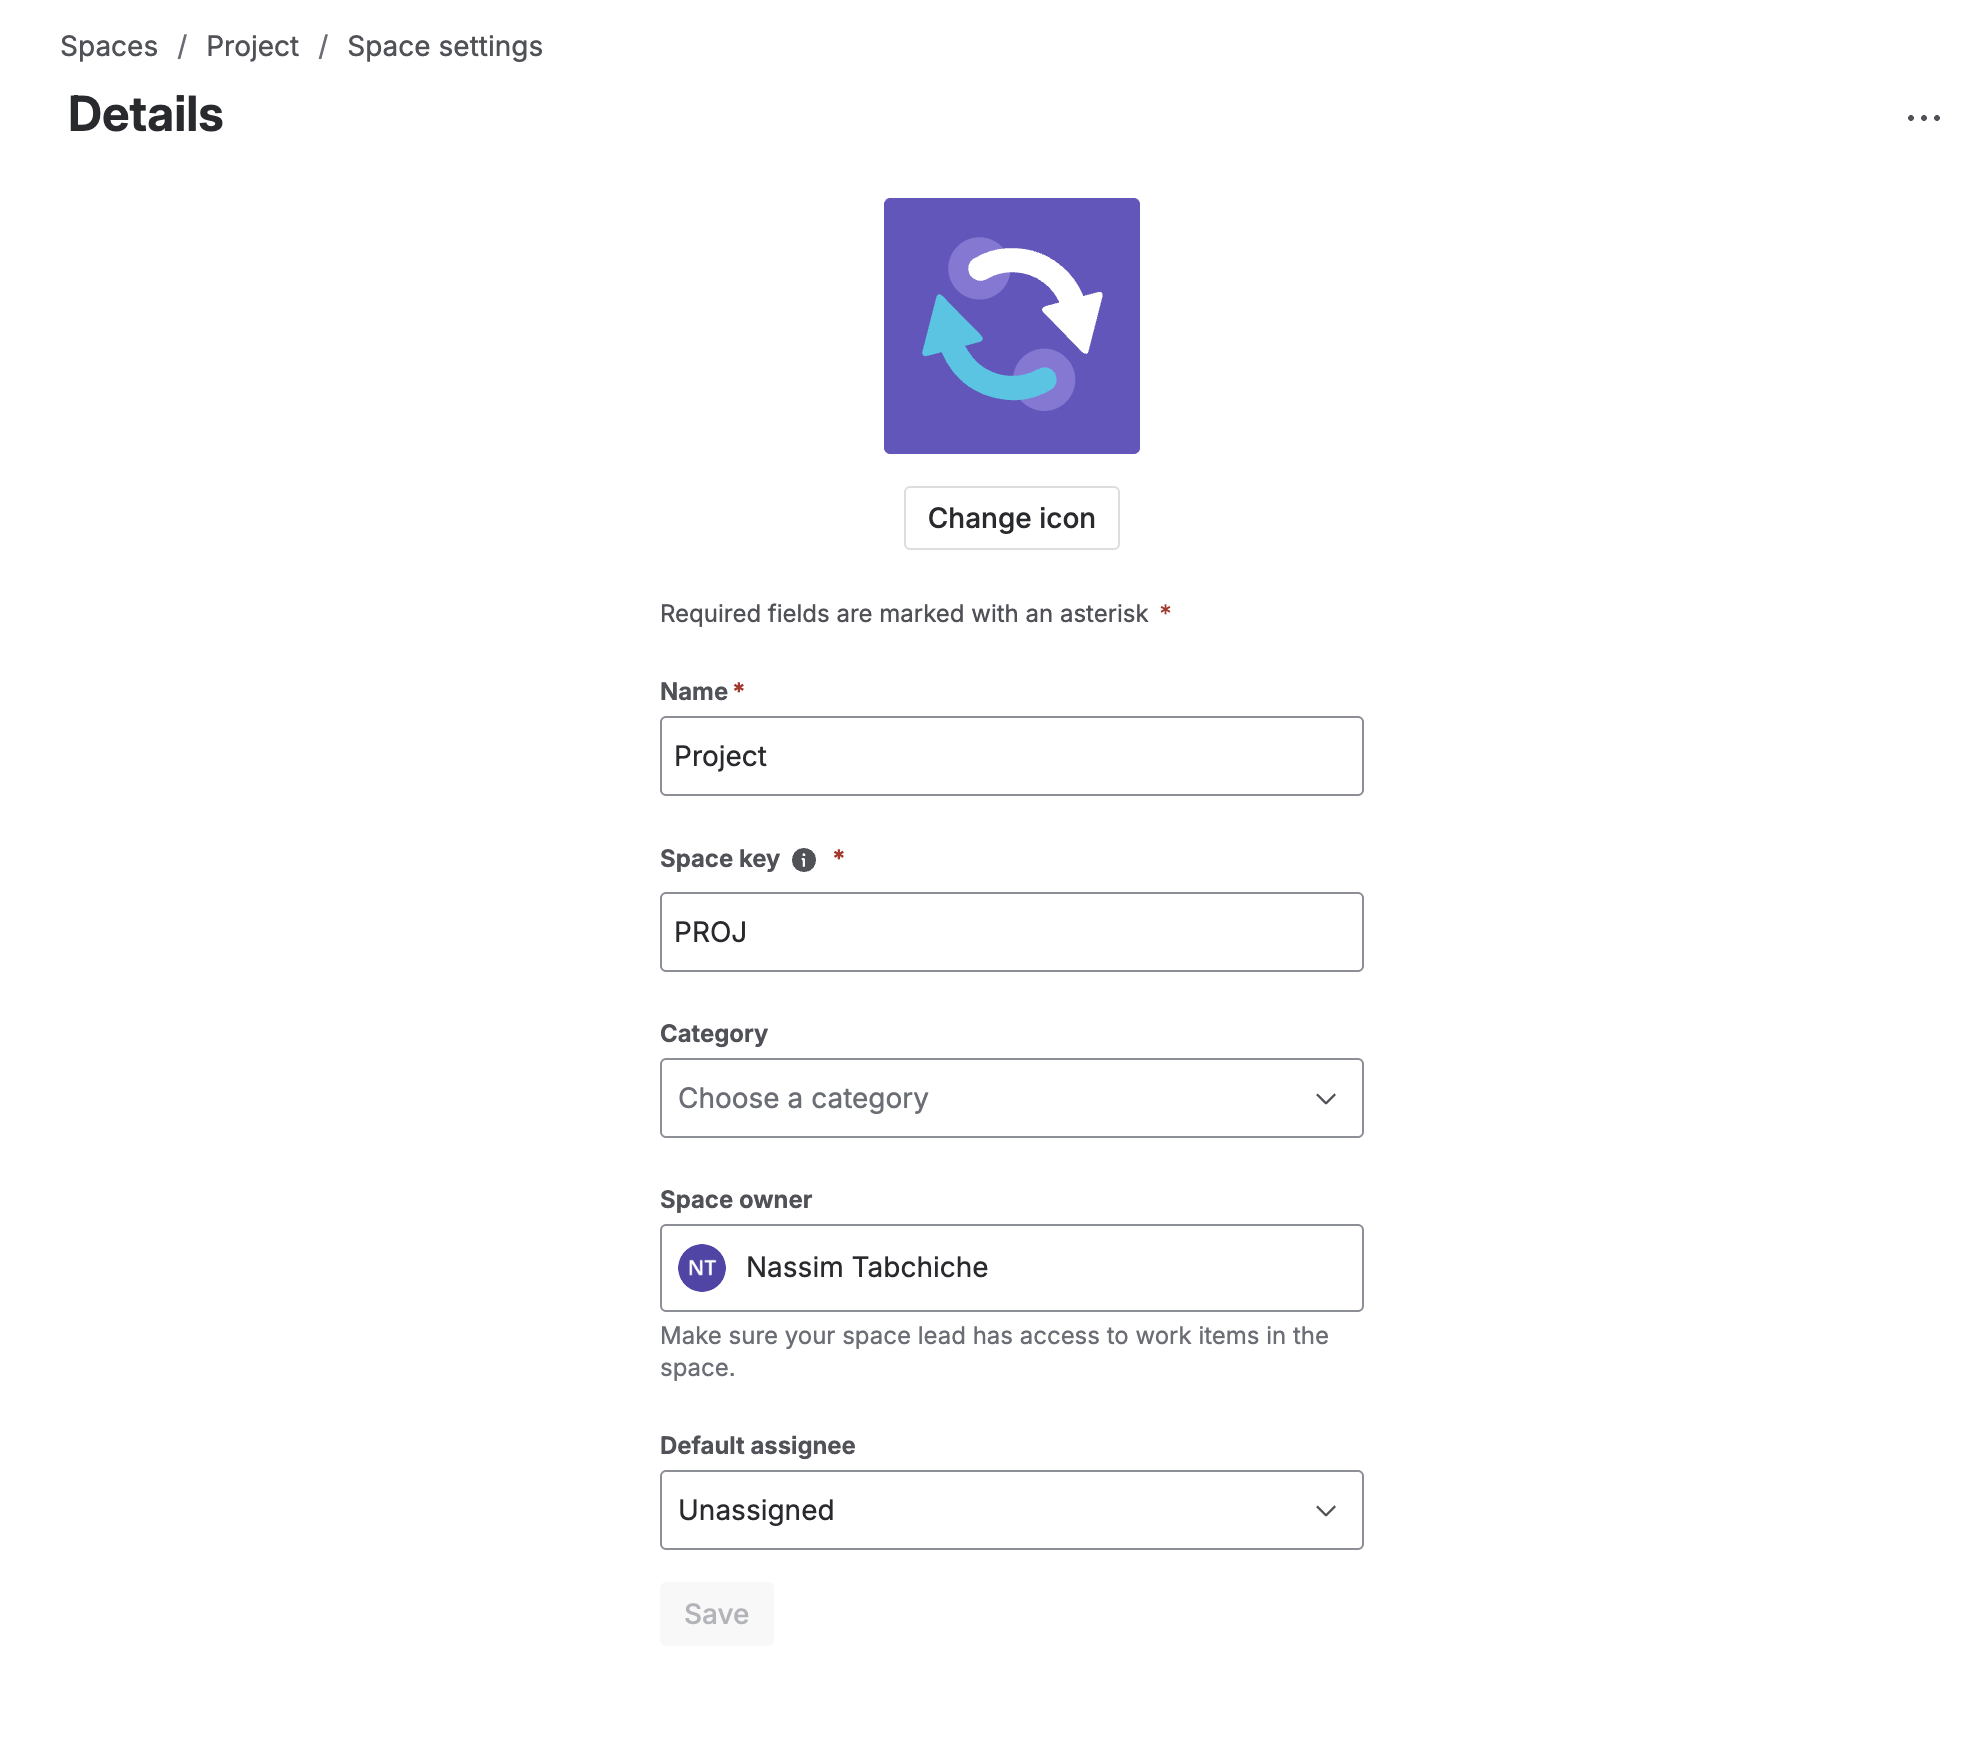 Spaces / Project / Space settings
Details
Change icon
Required fields are marked with an asterisk *
Name *
Project
Space key *
PROJ
Category
Choose a category
Space owner
NT Nassim Tabchiche
Make sure your space lead has access to work items in the
space.
Default assignee
Unassigned
Save